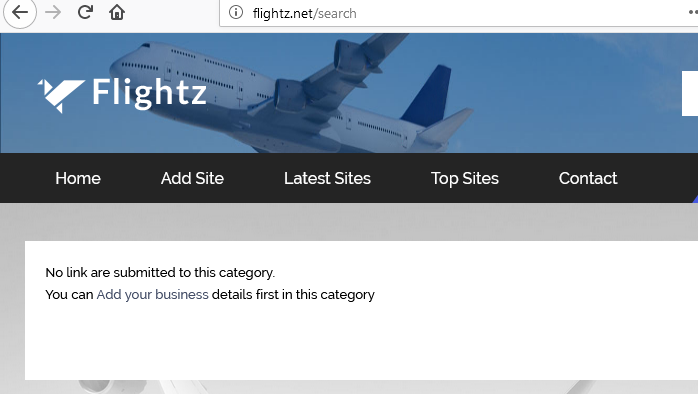 flightz.net/search
Flightz
Home Add Site Latest Sites Top Sites Contact
No link are submitted to this category.
You can Add your business details first in this category